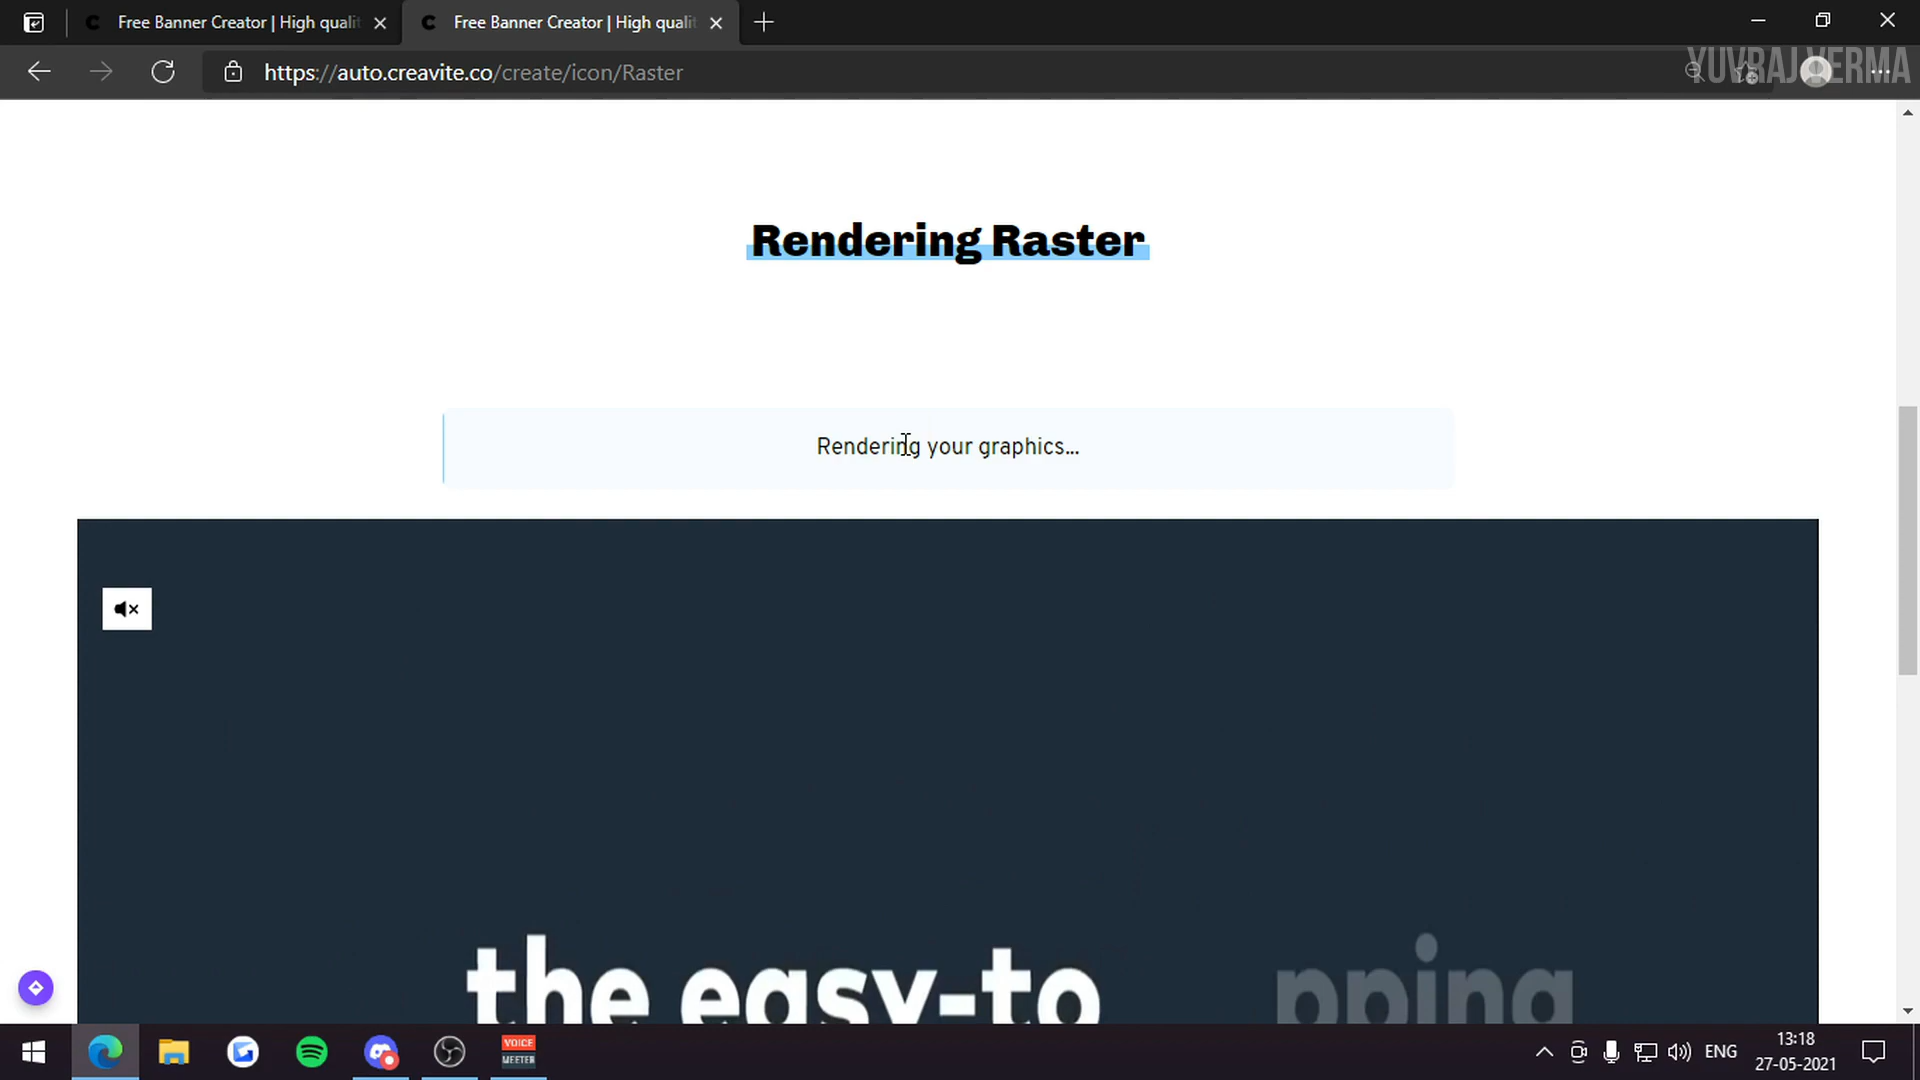 Free Banner Creator | High qualit
Free Banner Creator | High qualit
https://auto.creavite.co/create/icon/Raster
YUVRAJ VERMA
Rendering Raster
Rendering your graphics...
the easy-to
pping
VOICE
MEETER
ENG
13:18
27-05-2021